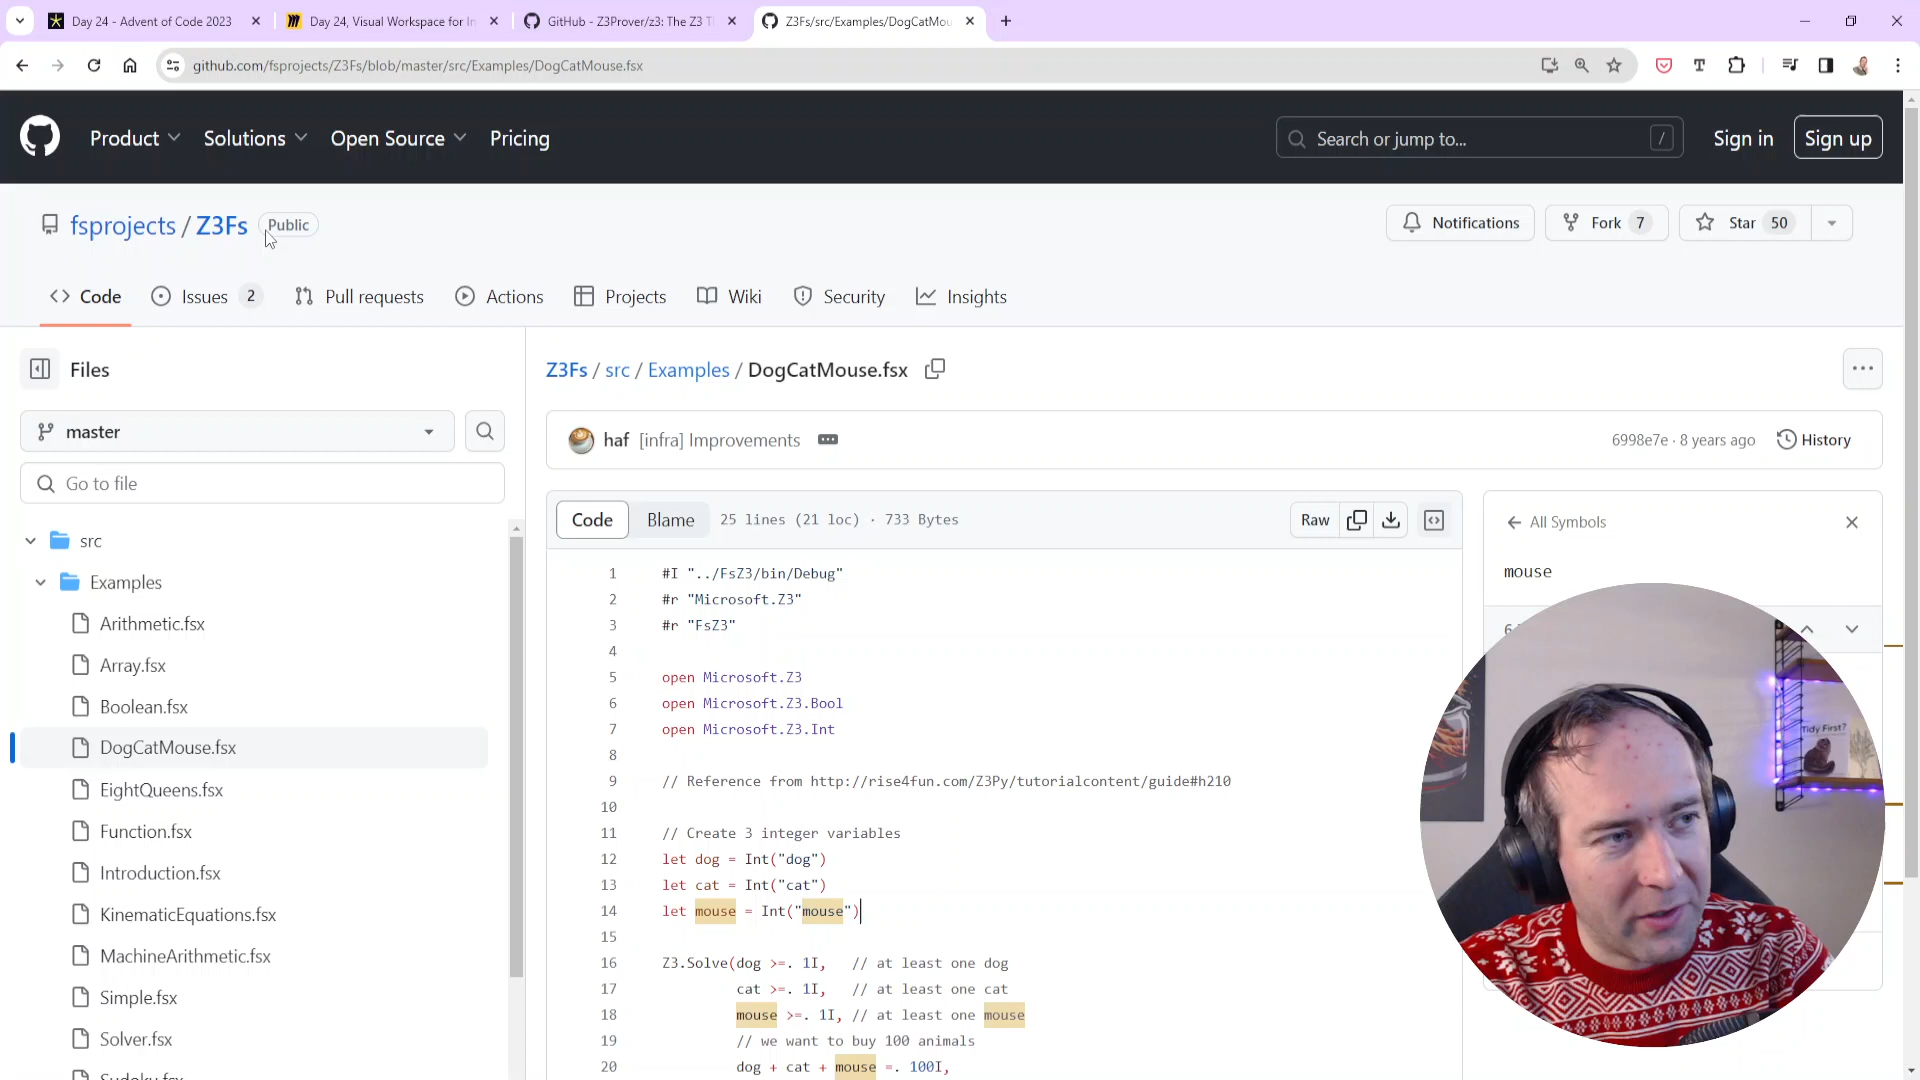 Day 24 - Advent of Code 2023
Day 24, Visual Workspace for In
GitHub - Z3Prover/z3: The Z3 T
Z3Fs/src/Examples/DogCatMou
github.com/fsprojects/Z3Fs/blob/master/src/Examples/DogCatMouse.fsx
Product
Solutions
Open Source
Pricing
Search or jump to...
/
Sign in
Sign up
fsprojects / Z3Fs Public
Notifications
Fork 7
Star 50
Code
Issues 2
Pull requests
Actions
Projects
Wiki
Security
Insights
Files
master
Go to file
src
Examples
Arithmetic.fsx
Array.fsx
Boolean.fsx
DogCatMouse.fsx
EightQueens.fsx
Function.fsx
Introduction.fsx
KinematicEquations.fsx
MachineArithmetic.fsx
Simple.fsx
Solver.fsx
Sudoku.fsx
Z3Fs / src / Examples / DogCatMouse.fsx
haf [infra] Improvements
6998e7e · 8 years ago
History
Code
Blame
25 lines (21 loc) · 733 Bytes
Raw
1 #I "../FsZ3/bin/Debug"
2 #r "Microsoft.Z3"
3 #r "FsZ3"
4
5 open Microsoft.Z3
6 open Microsoft.Z3.Bool
7 open Microsoft.Z3.Int
8
9 // Reference from http://rise4fun.com/Z3Py/tutorialcontent/guide#h210
10
11 // Create 3 integer variables
12 let dog = Int("dog")
13 let cat = Int("cat")
14 let mouse = Int("mouse")
15
16 Z3.Solve(dog >=. 1I, // at least one dog
17 cat >=. 1I, // at least one cat
18 mouse >=. 1I, // at least one mouse
19 // we want to buy 100 animals
20 dog + cat + mouse =. 100I,
All Symbols
mouse
6
Tidy First?